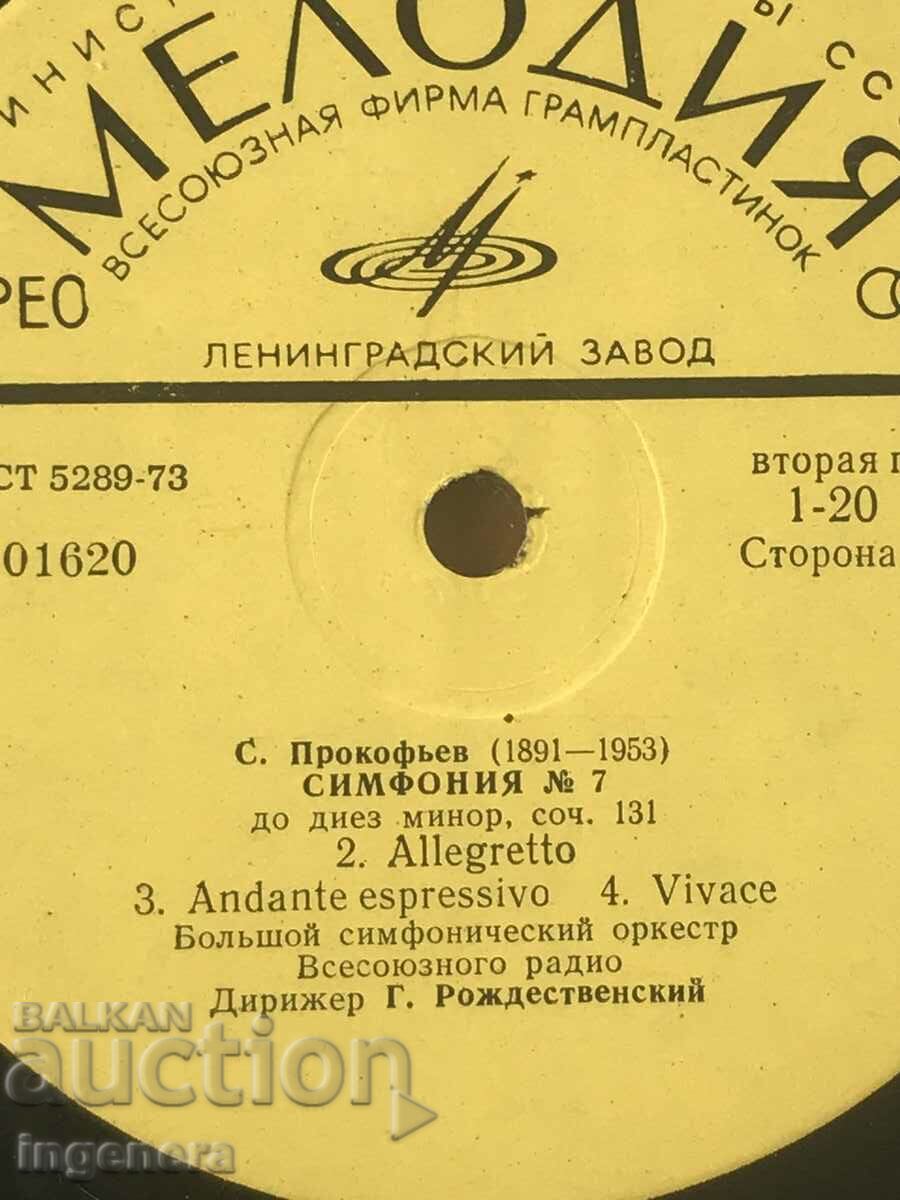 МЕЛОДИЯ
ВСЕСОЮЗНАЯ ФИРМА ГРАМПЛАСТИНОК
ЛЕНИНГРАДСКИЙ ЗАВОД
СТ 5289-73
вторая
01620
1-20
Сторона
С. Прокофьев (1891—1953)
СИМФОНИЯ № 7
до диез минор, соч. 131
2. Allegretto
3. Andante espressivo 4. Vivace
Большой симфонический оркестр
Всесоюзного радио
Дирижер Г. Рождественский
BALKAN
auction
ingenera